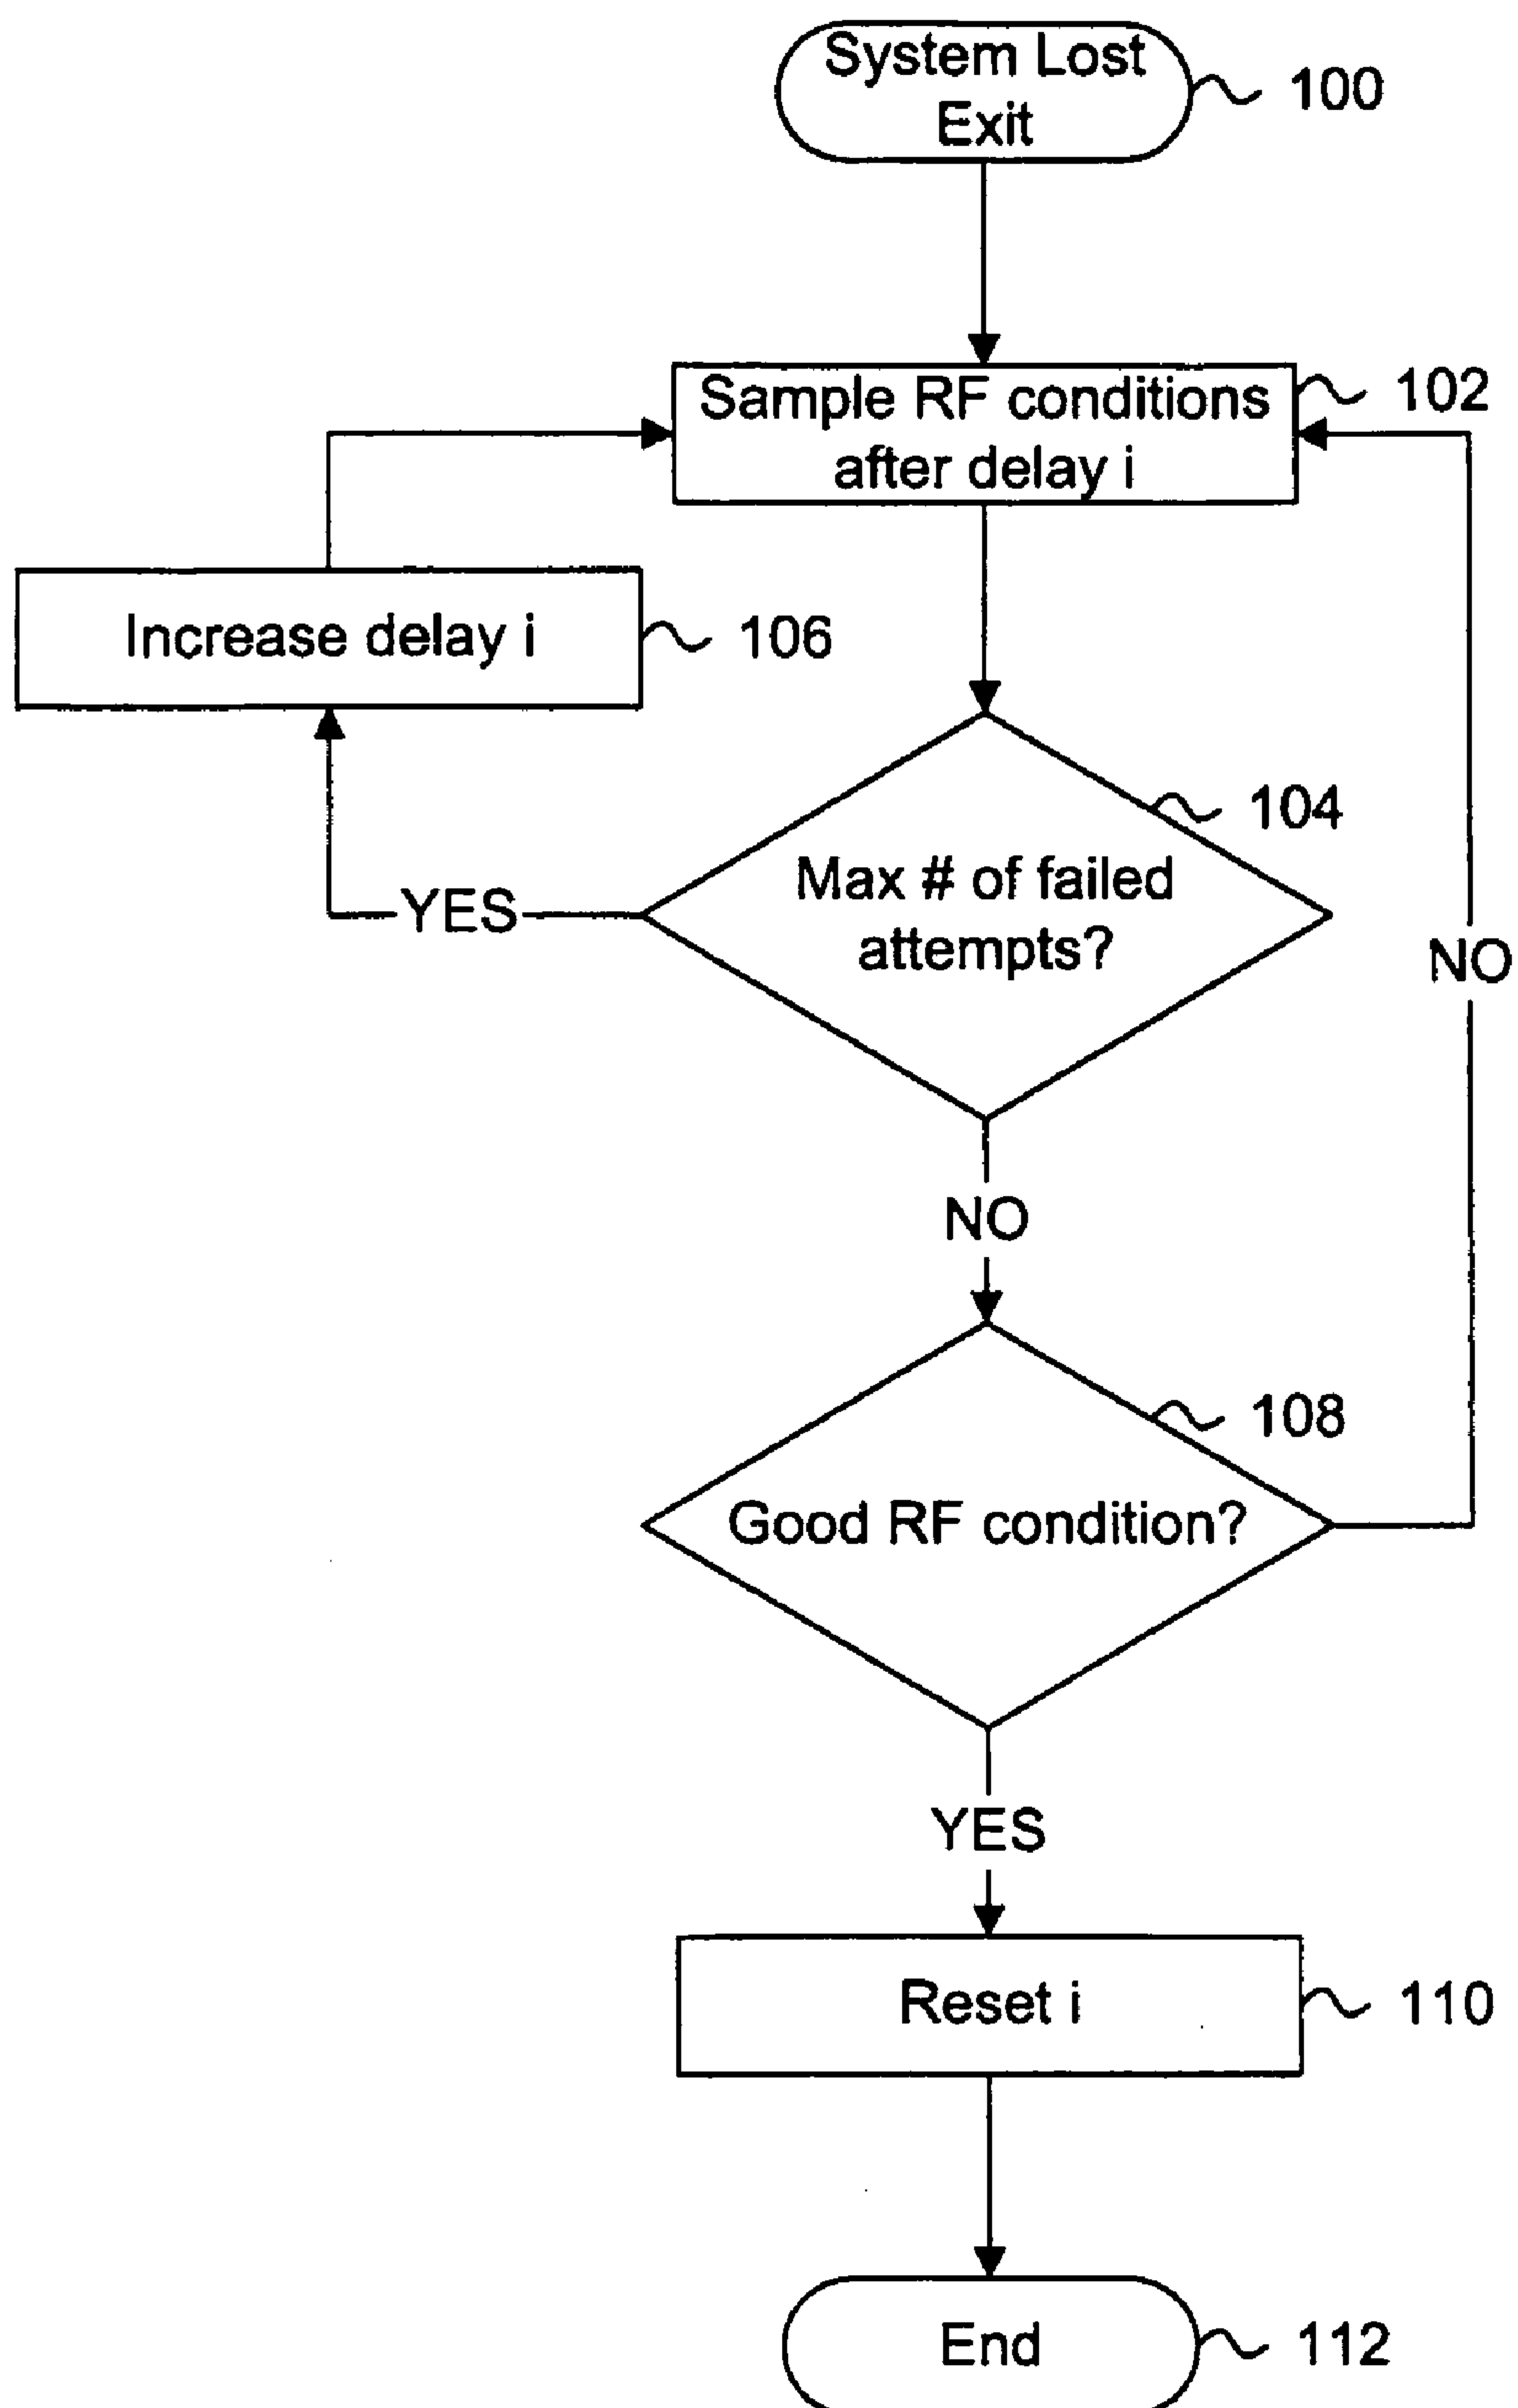 System Lost
Exit
100
Sample RF conditions
after delay i
102
Increase delay i
106
104
Max # of failed
attempts?
YES
NO
NO
108
Good RF condition?
YES
Reset i
110
End
112